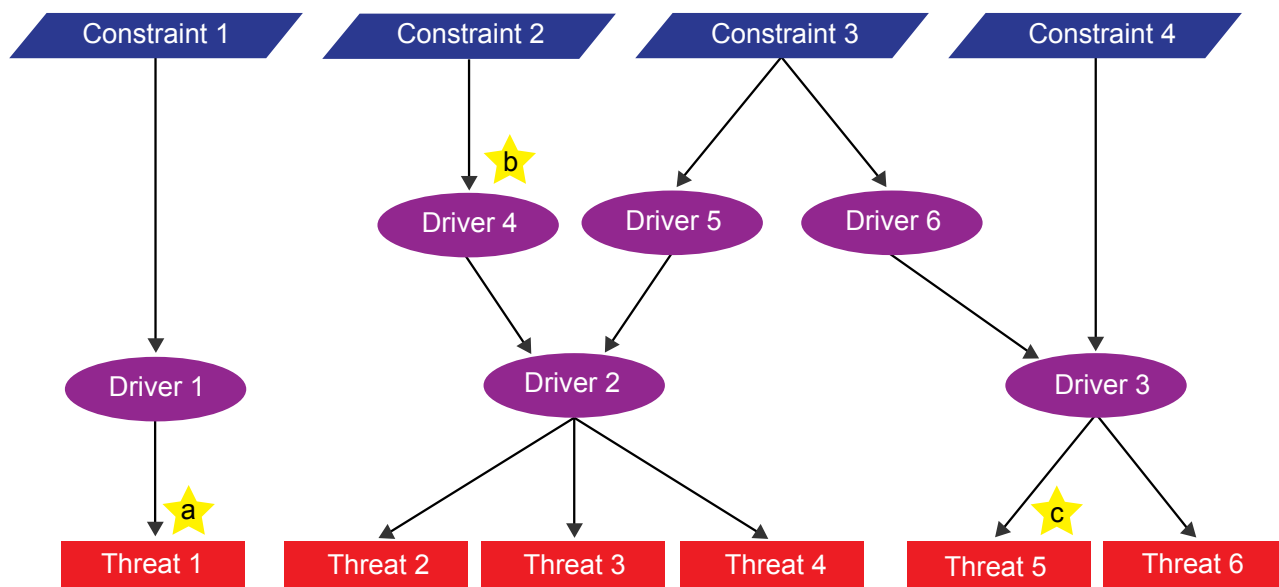 Constraint 1
Constraint 2
Constraint 3
Constraint 4
b
Driver 4
Driver 5
Driver 6
Driver 1
Driver 2
Driver 3
a
c
Threat 1
Threat 2
Threat 3
Threat 4
Threat 5
Threat 6